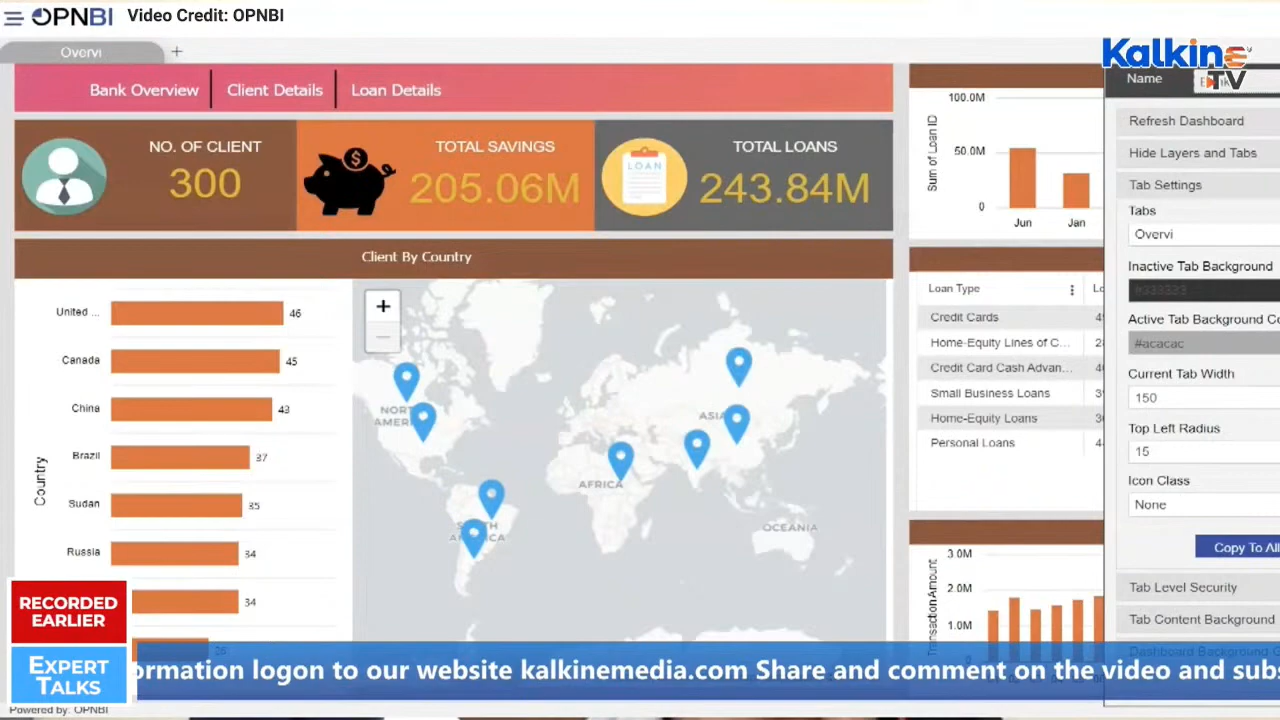 OPNBI Video Credit: OPNBI
Overvi +
Kalkine TV
Bank Overview Client Details Loan Details
NO. OF CLIENT
300
TOTAL SAVINGS
205.06M
TOTAL LOANS
243.84M
LOAN
Client By Country
Country
United ... 46
Canada 45
China 43
Brazil 37
Sudan 35
Russia 34
34
+
−
NORT
AMER
ASIA
AFRICA
OCEANIA
100.0M
50.0M
0
Sum of Loan ID
Jun Jan
Loan Type
Credit Cards
Home-Equity Lines of C...
Credit Card Cash Advan...
Small Business Loans
Home-Equity Loans
Personal Loans
3.0M
2.0M
1.0M
Transaction Amount
Name
Refresh Dashboard
Hide Layers and Tabs
Tab Settings
Tabs
Overvi
Inactive Tab Background
#333333
Active Tab Background Co
#acacac
Current Tab Width
150
Top Left Radius
15
Icon Class
None
Copy To All
Tab Level Security
Tab Content Background
RECORDED
EARLIER
EXPERT
TALKS
ormation logon to our website kalkinemedia.com Share and comment on the video and subs
Powered by: OPNBI